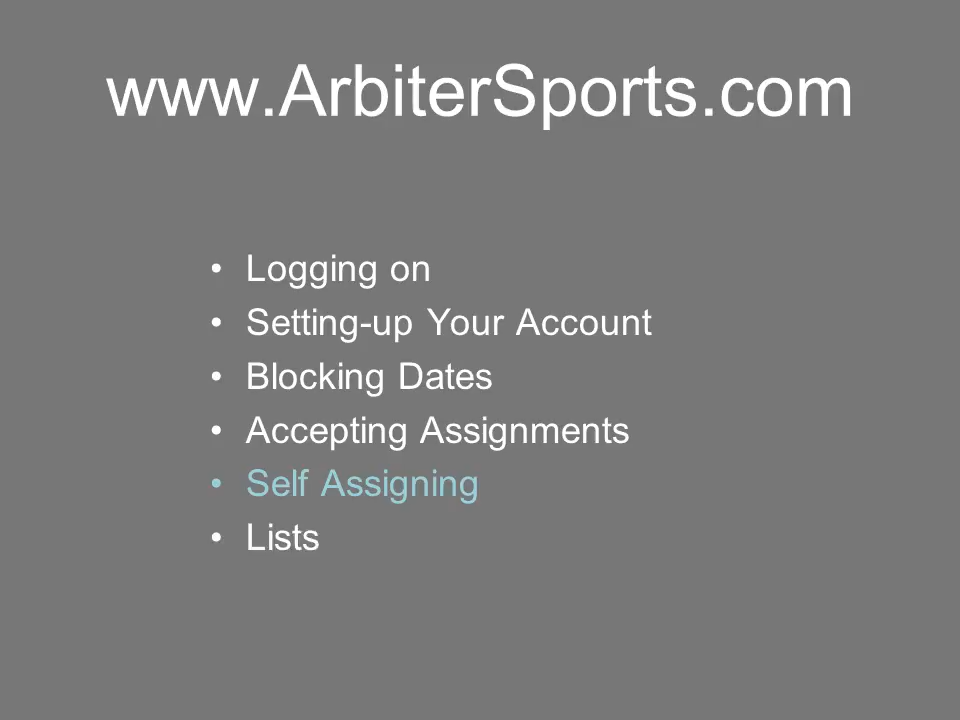 www.ArbiterSports.com
• Logging on
• Setting-up Your Account
• Blocking Dates
• Accepting Assignments
• Self Assigning
• Lists